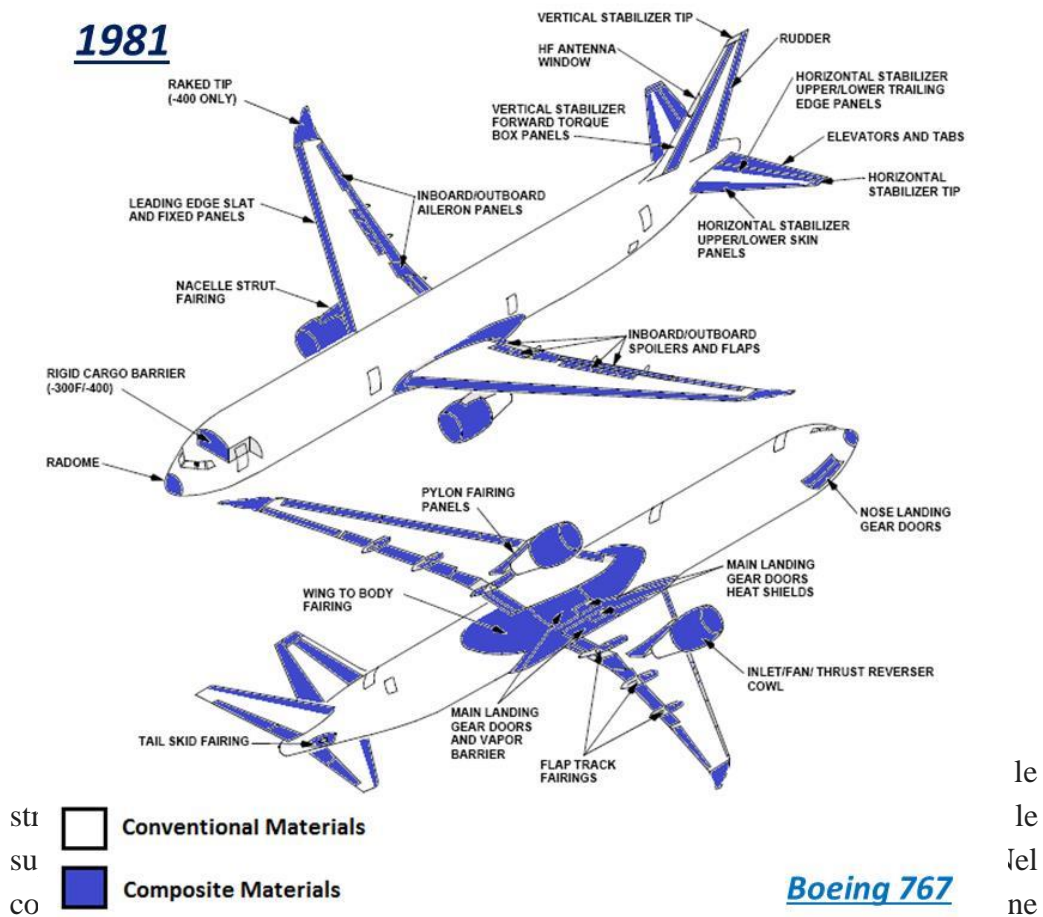 1981
VERTICAL STABILIZER TIP
HF ANTENNA
WINDOW
RUDDER
RAKED TIP
(-400 ONLY)
HORIZONTAL STABILIZER
UPPER/LOWER TRAILING
EDGE PANELS
VERTICAL STABILIZER
FORWARD TORQUE
BOX PANELS
ELEVATORS AND TABS
HORIZONTAL
STABILIZER TIP
LEADING EDGE SLAT
AND FIXED PANELS
INBOARD/OUTBOARD
AILERON PANELS
HORIZONTAL STABILIZER
UPPER/LOWER SKIN
PANELS
NACELLE STRUT
FAIRING
INBOARD/OUTBOARD
SPOILERS AND FLAPS
RIGID CARGO BARRIER
(-300F/-400)
RADOME
PYLON FAIRING
PANELS
NOSE LANDING
GEAR DOORS
MAIN LANDING
GEAR DOORS
HEAT SHIELDS
WING TO BODY
FAIRING
INLET/FAN/ THRUST REVERSER
COWL
MAIN LANDING
GEAR DOORS
AND VAPOR
BARRIER
TAIL SKID FAIRING
FLAP TRACK
FAIRINGS
le
str
Conventional Materials
le
su
co
Composite Materials
Boeing 767
ne